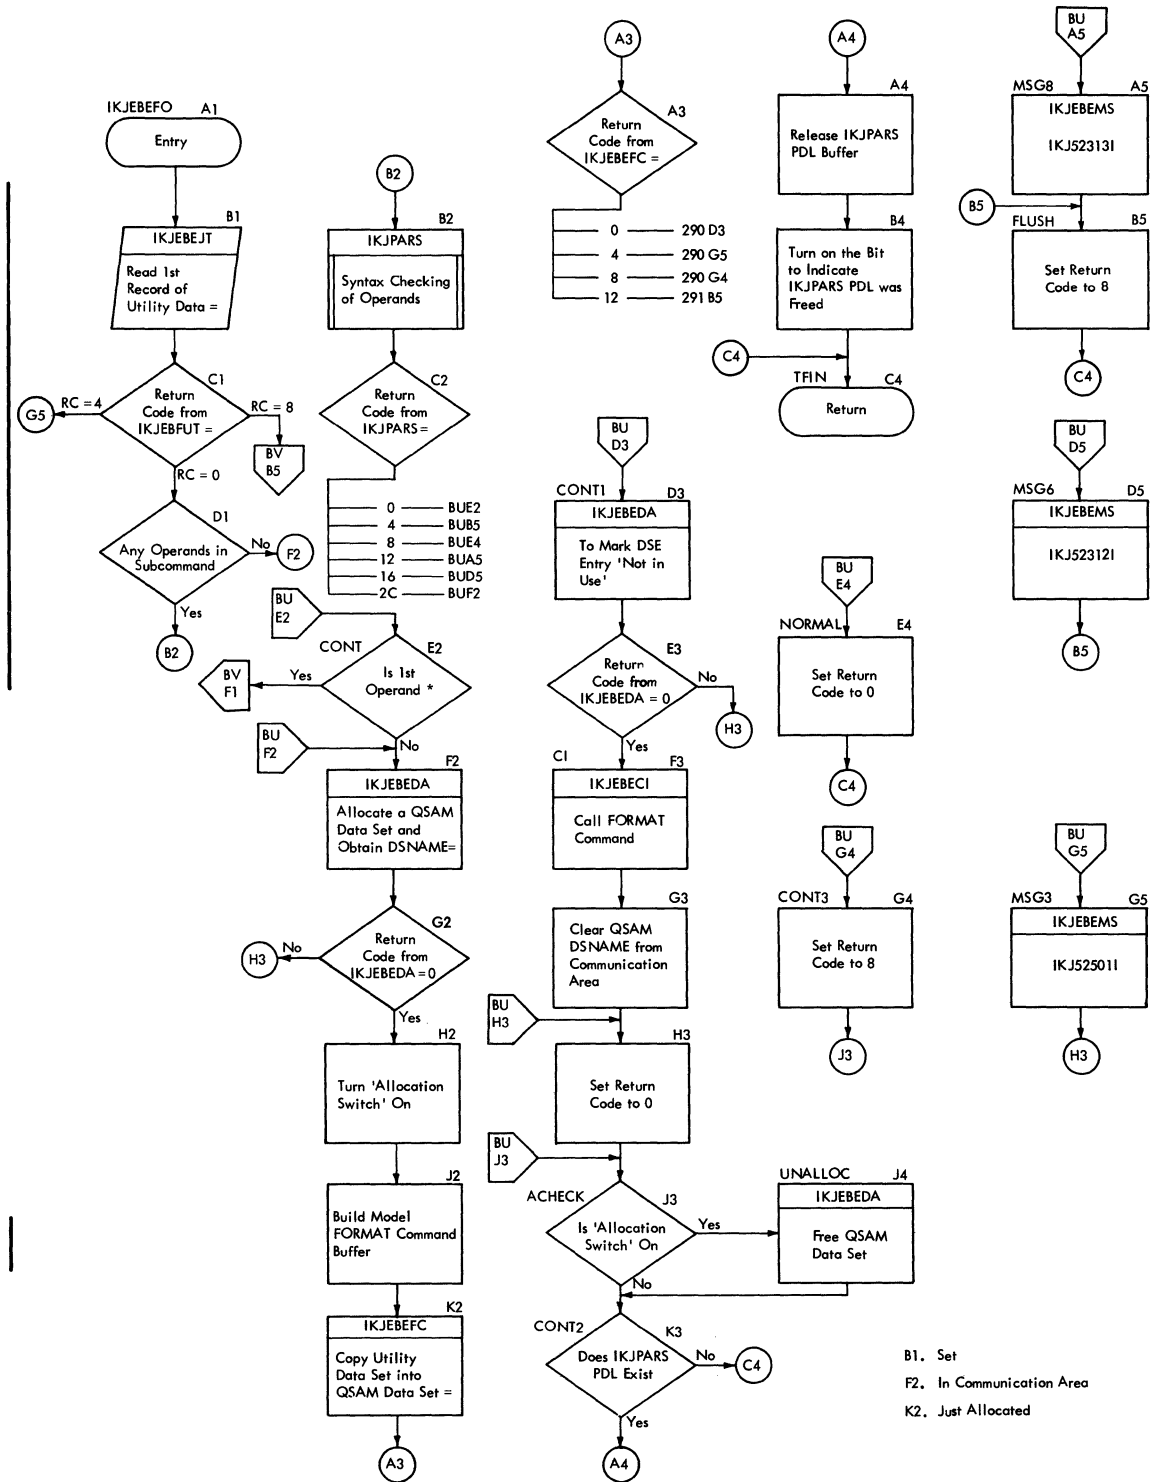 IKJEBEFO
A1
Entry
B1
IKJEBEJT
Read 1st
Record of
Utility Data =
C1
Return
Code from
IKJEBFUT =
RC = 4
G5
RC = 8
BV
B5
RC = 0
D1
Any Operands in
Subcommand
No
F2
Yes
B2
B2
B2
IKJPARS
Syntax Checking
of Operands
C2
Return
Code from
IKJPARS =
0 BUE2
4 BUB5
8 BUE4
12 BUA5
16 BUD5
2C BUF2
BU
E2
CONT
E2
Is 1st
Operand *
Yes
BV
F1
No
BU
F2
F2
IKJEBEDA
Allocate a QSAM
Data Set and
Obtain DSNAME=
G2
Return
Code from
IKJEBEDA = 0
No
H3
Yes
H2
Turn 'Allocation
Switch' On
J2
Build Model
FORMAT Command
Buffer
K2
IKJEBEFC
Copy Utility
Data Set into
QSAM Data Set =
A3
A3
A3
Return
Code from
IKJEBEFC =
0 290 D3
4 290 G5
8 290 G4
12 291 B5
BU
D3
CONT1
D3
IKJEBEDA
To Mark DSE
Entry 'Not in
Use'
E3
Return
Code from
IKJEBEDA = 0
No
H3
Yes
CI
F3
IKJEBECI
Call FORMAT
Command
G3
Clear QSAM
DSNAME from
Communication
Area
BU
H3
H3
Set Return
Code to 0
BU
J3
ACHECK
J3
Is 'Allocation
Switch' On
Yes
No
UNALLOC
J4
IKJEBEDA
Free QSAM
Data Set
CONT2
K3
Does IKJPARS
PDL Exist
No
C4
Yes
A4
A4
A4
Release IKJPARS
PDL Buffer
B4
Turn on the Bit
to Indicate
IKJPARS PDL was
Freed
C4
TFIN
C4
Return
BU
E4
NORMAL
E4
Set Return
Code to 0
C4
BU
G4
CONT3
G4
Set Return
Code to 8
J3
BU
A5
MSG8
A5
IKJEBEMS
IKJ52313I
B5
FLUSH
B5
Set Return
Code to 8
C4
BU
D5
MSG6
D5
IKJEBEMS
IKJ52312I
B5
BU
G5
MSG3
G5
IKJEBEMS
IKJ52501I
H3
B1. Set
F2. In Communication Area
K2. Just Allocated